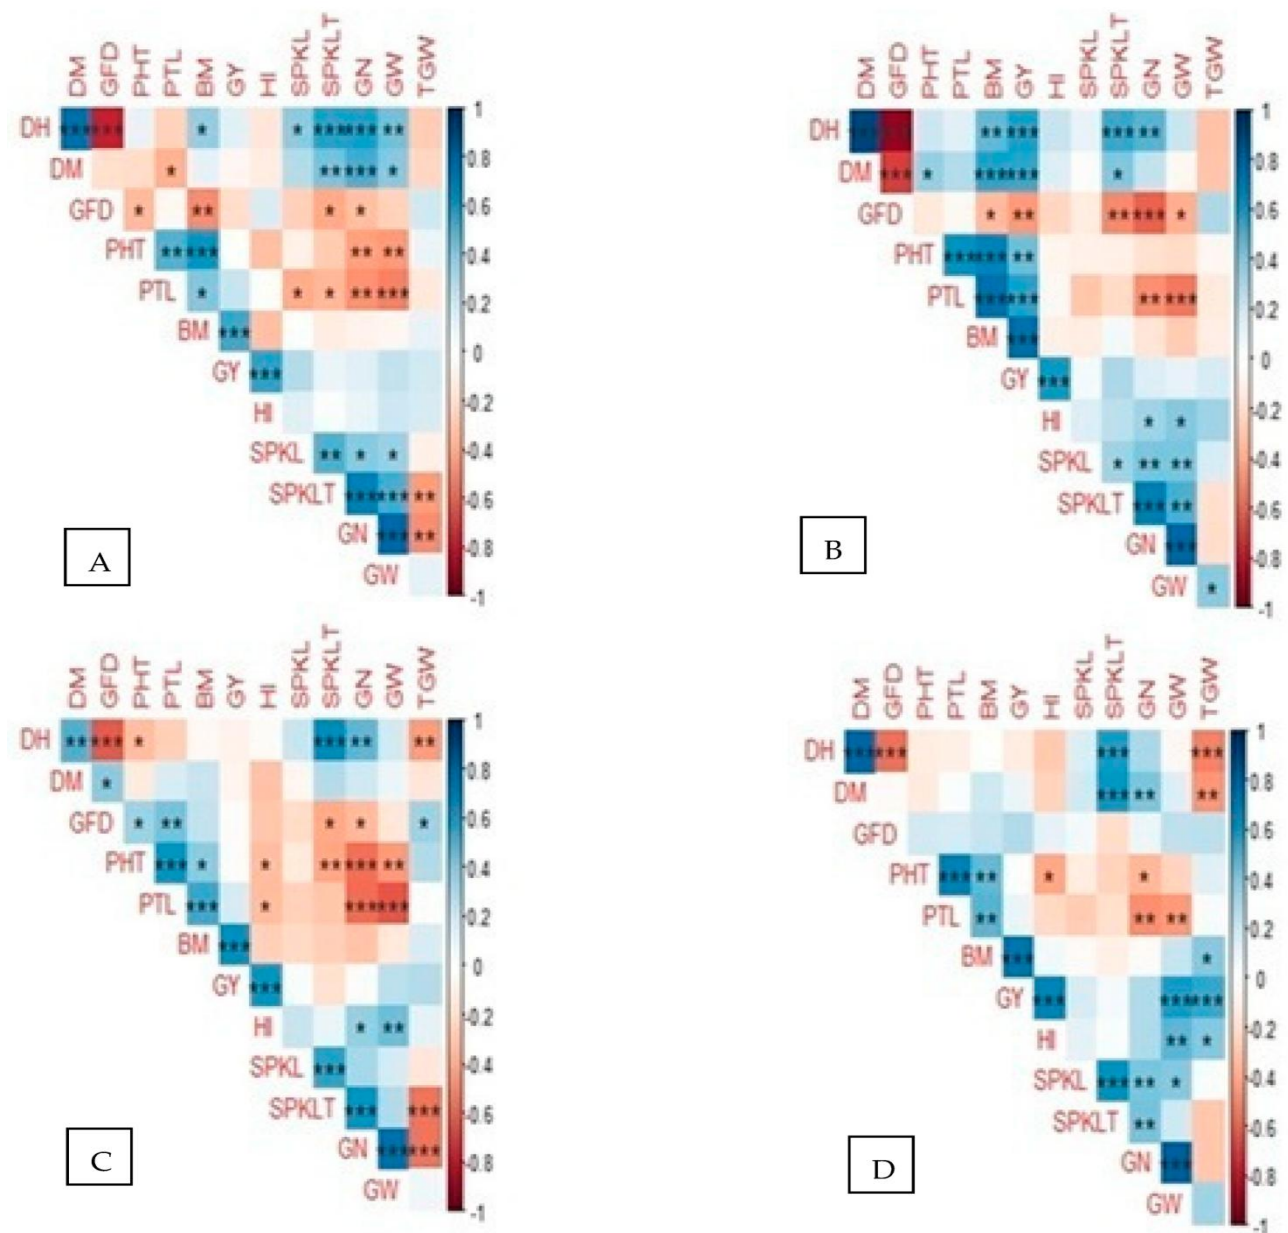 DM GFD PHT PTL BM GY HI SPKL SPKLT GN GW TGW
DH *** *** * * *** *** ** 1
DM * ** *** * 0.8
GFD * ** * * 0.6
PHT ** *** ** ** 0.4
PTL * * * ** *** 0.2
BM *** 0
GY *** -0.2
HI
SPKL ** * * -0.4
SPKLT *** *** ** -0.6
GN *** ** -0.8
GW -1
A
DM GFD PHT PTL BM GY HI SPKL SPKLT GN GW TGW
DH *** *** ** *** *** ** 1
DM *** * *** *** * 0.8
GFD * ** ** *** * 0.6
PHT *** *** ** 0.4
PTL *** *** ** *** 0.2
BM *** 0
GY ***
HI * * -0.2
SPKL * ** ** -0.4
SPKLT *** ** -0.6
GN *** -0.8
GW * -1
B
DM GFD PHT PTL BM GY HI SPKL SPKLT GN GW TGW
DH ** *** * *** ** ** 1
DM * 0.8
GFD * ** * * * 0.6
PHT *** * * ** *** ** 0.4
PTL *** * *** *** 0.2
BM *** 0
GY *** -0.2
HI * **
SPKL *** -0.4
SPKLT *** *** -0.6
GN *** *** -0.8
GW -1
C
DM GFD PHT PTL BM GY HI SPKL SPKLT GN GW TGW
DH *** *** *** *** 1
DM *** ** ** 0.8
GFD 0.6
PHT *** ** * * 0.4
PTL ** ** ** 0.2
BM *** * 0
GY *** *** ***
HI ** * -0.2
SPKL *** ** * -0.4
SPKLT ** -0.6
GN *** -0.8
GW -1
D